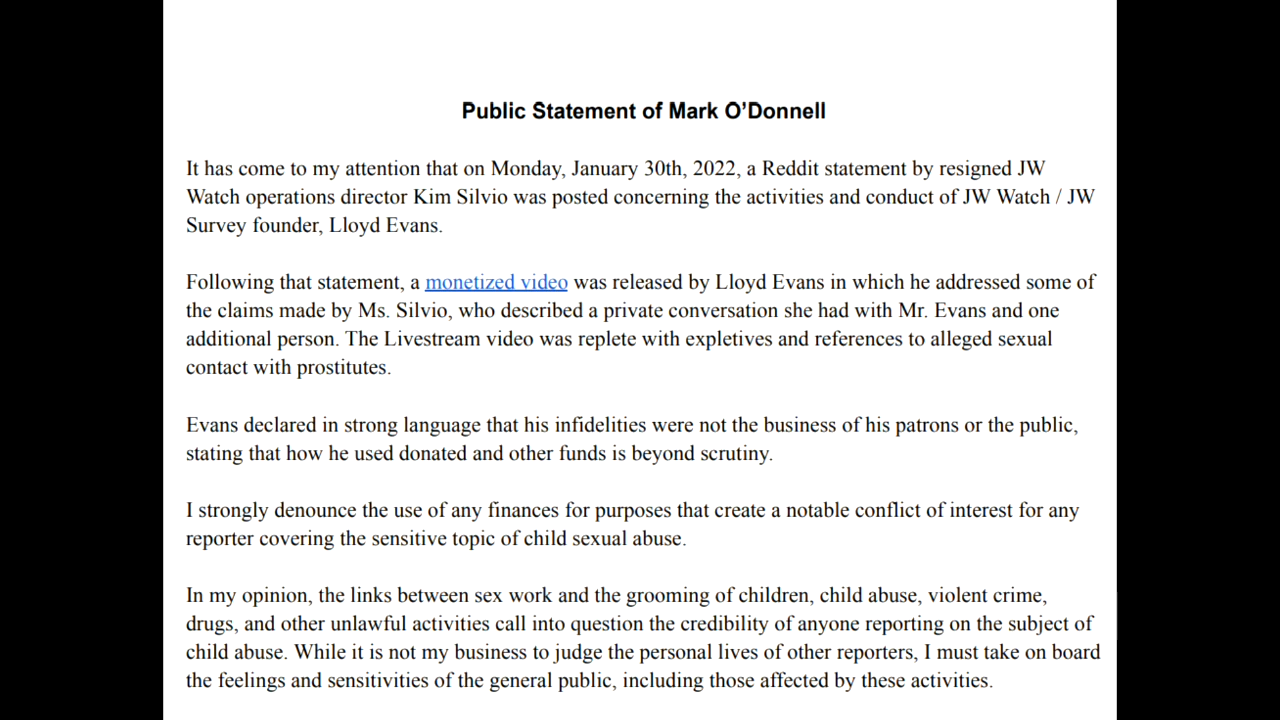 Public Statement of Mark O’Donnell
It has come to my attention that on Monday, January 30th, 2022, a Reddit statement by resigned JW
Watch operations director Kim Silvio was posted concerning the activities and conduct of JW Watch / JW
Survey founder, Lloyd Evans.
Following that statement, a monetized video was released by Lloyd Evans in which he addressed some of
the claims made by Ms. Silvio, who described a private conversation she had with Mr. Evans and one
additional person. The Livestream video was replete with expletives and references to alleged sexual
contact with prostitutes.
Evans declared in strong language that his infidelities were not the business of his patrons or the public,
stating that how he used donated and other funds is beyond scrutiny.
I strongly denounce the use of any finances for purposes that create a notable conflict of interest for any
reporter covering the sensitive topic of child sexual abuse.
In my opinion, the links between sex work and the grooming of children, child abuse, violent crime,
drugs, and other unlawful activities call into question the credibility of anyone reporting on the subject of
child abuse. While it is not my business to judge the personal lives of other reporters, I must take on board
the feelings and sensitivities of the general public, including those affected by these activities.